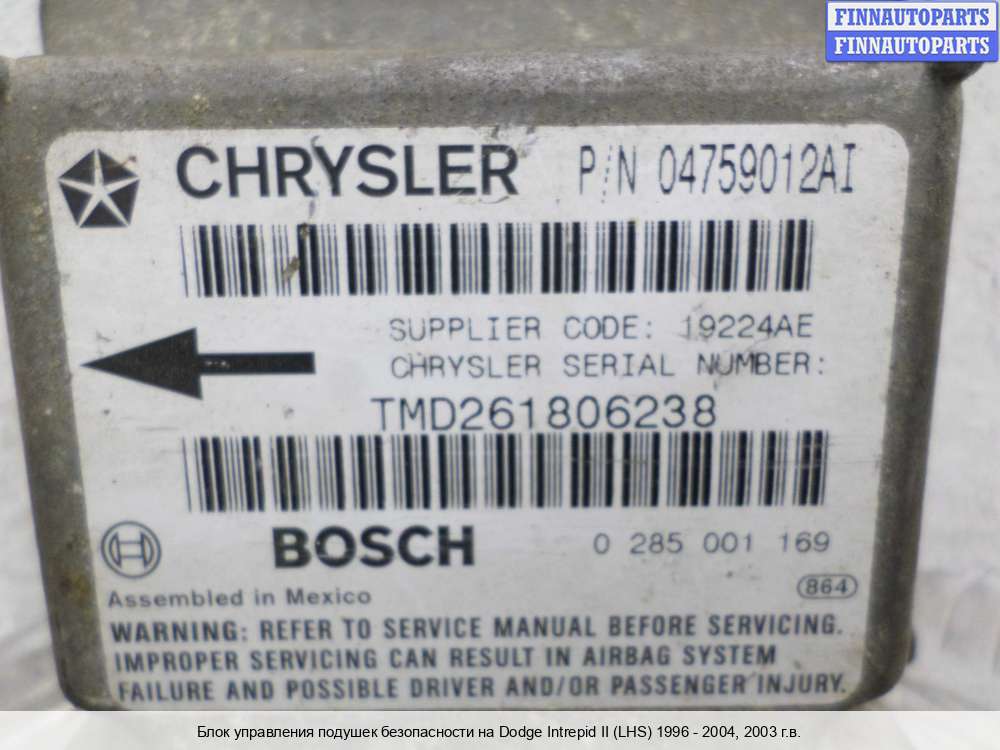 FINNAUTOPARTS
FINNAUTOPARTS
CHRYSLER P/N 04759012AI
SUPPLIER CODE: 19224AE
CHRYSLER SERIAL NUMBER:
TMD261806238
BOSCH 0 285 001 169
Assembled in Mexico 864
WARNING: REFER TO SERVICE MANUAL BEFORE SERVICING.
IMPROPER SERVICING CAN RESULT IN AIRBAG SYSTEM
FAILURE AND POSSIBLE DRIVER AND/OR PASSENGER INJURY.
Блок управления подушек безопасности на Dodge Intrepid II (LHS) 1996 - 2004, 2003 г.в.